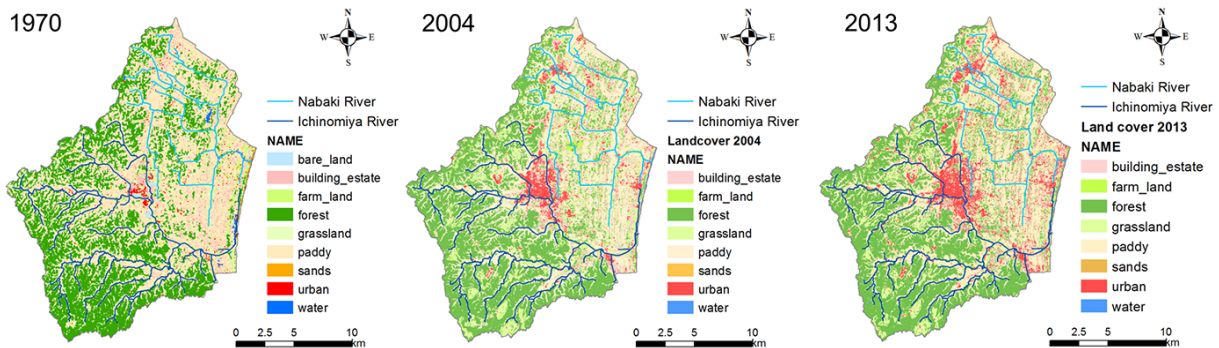 1970
N
W E
S
Nabaki River
Ichinomiya River
NAME
bare_land
building_estate
farm_land
forest
grassland
paddy
sands
urban
water
0 2.5 5 10
km
2004
N
W E
S
Nabaki River
Ichinomiya River
Landcover 2004
NAME
building_estate
farm_land
forest
grassland
paddy
sands
urban
water
0 2.5 5 10
km
2013
N
W E
S
Nabaki River
Ichinomiya River
Land cover 2013
NAME
building_estate
farm_land
forest
grassland
paddy
sands
urban
water
0 2.5 5 10
km